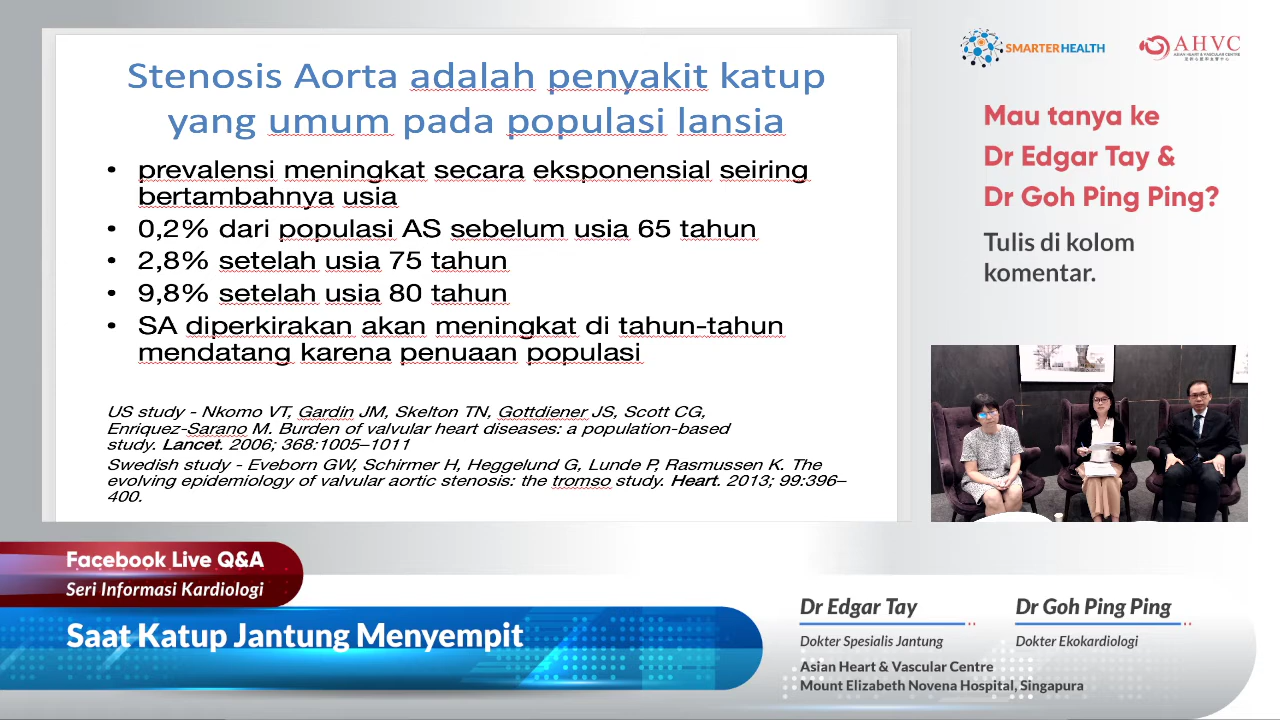 Stenosis Aorta adalah penyakit katup
yang umum pada populasi lansia
• prevalensi meningkat secara eksponensial seiring
bertambahnya usia
• 0,2% dari populasi AS sebelum usia 65 tahun
• 2,8% setelah usia 75 tahun
• 9,8% setelah usia 80 tahun
• SA diperkirakan akan meningkat di tahun-tahun
mendatang karena penuaan populasi
US study - Nkomo VT, Gardin JM, Skelton TN, Gottdiener JS, Scott CG,
Enriquez-Sarano M. Burden of valvular heart diseases: a population-based
study. Lancet. 2006; 368:1005–1011
Swedish study - Eveborn GW, Schirmer H, Heggelund G, Lunde P, Rasmussen K. The
evolving epidemiology of valvular aortic stenosis: the tromso study. Heart. 2013; 99:396–
400.
SMARTERHEALTH
AHVC
ASIAN HEART & VASCULAR CENTRE
Mau tanya ke
Dr Edgar Tay &
Dr Goh Ping Ping?
Tulis di kolom
komentar.
Facebook Live Q&A
Seri Informasi Kardiologi
Saat Katup Jantung Menyempit
Dr Edgar Tay
Dokter Spesialis Jantung
Dr Goh Ping Ping
Dokter Ekokardiologi
Asian Heart & Vascular Centre
Mount Elizabeth Novena Hospital, Singapura